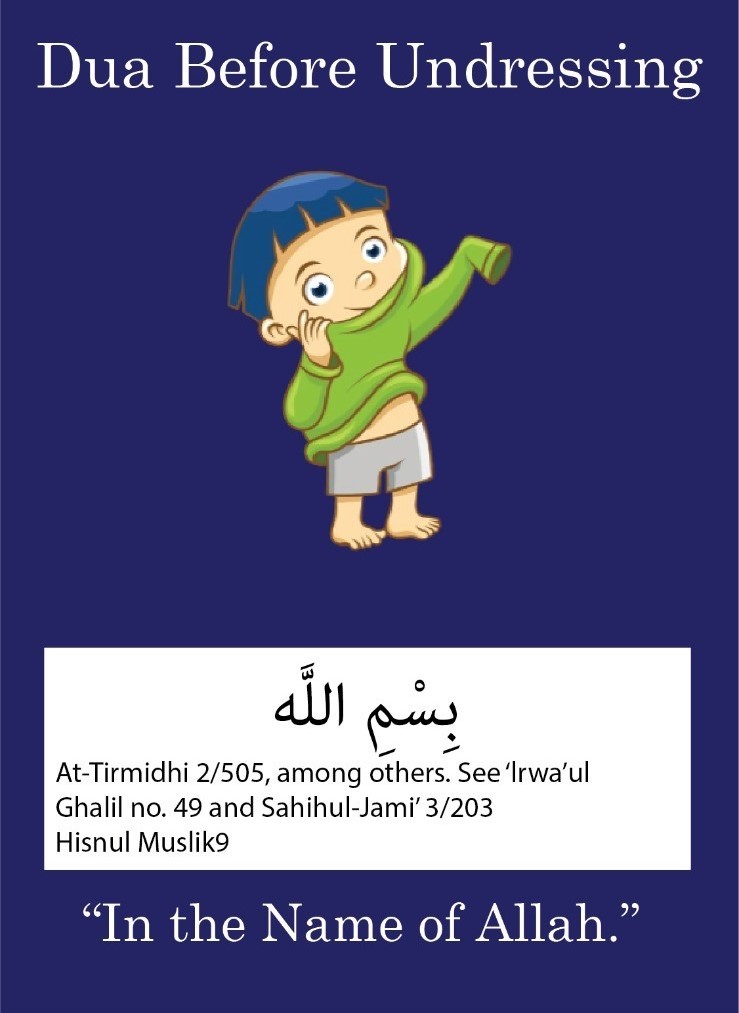 Dua Before Undressing
بِسْمِ اللَّه
At-Tirmidhi 2/505, among others. See ‘Irwa’ul
Ghalil no. 49 and Sahihul-Jami’ 3/203
Hisnul Muslik9
“In the Name of Allah.”